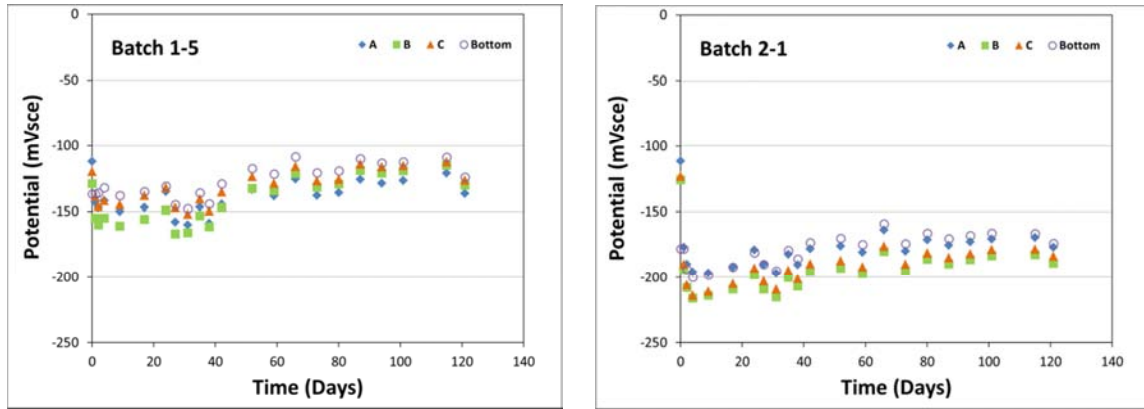 Batch 1-5
A B C Bottom
0
-50
-100
-150
-200
-250
Potential (mVsce)
0 20 40 60 80 100 120 140
Time (Days)
Batch 2-1
A B C Bottom
0
-50
-100
-150
-200
-250
Potential (mVsce)
0 20 40 60 80 100 120 140
Time (Days)